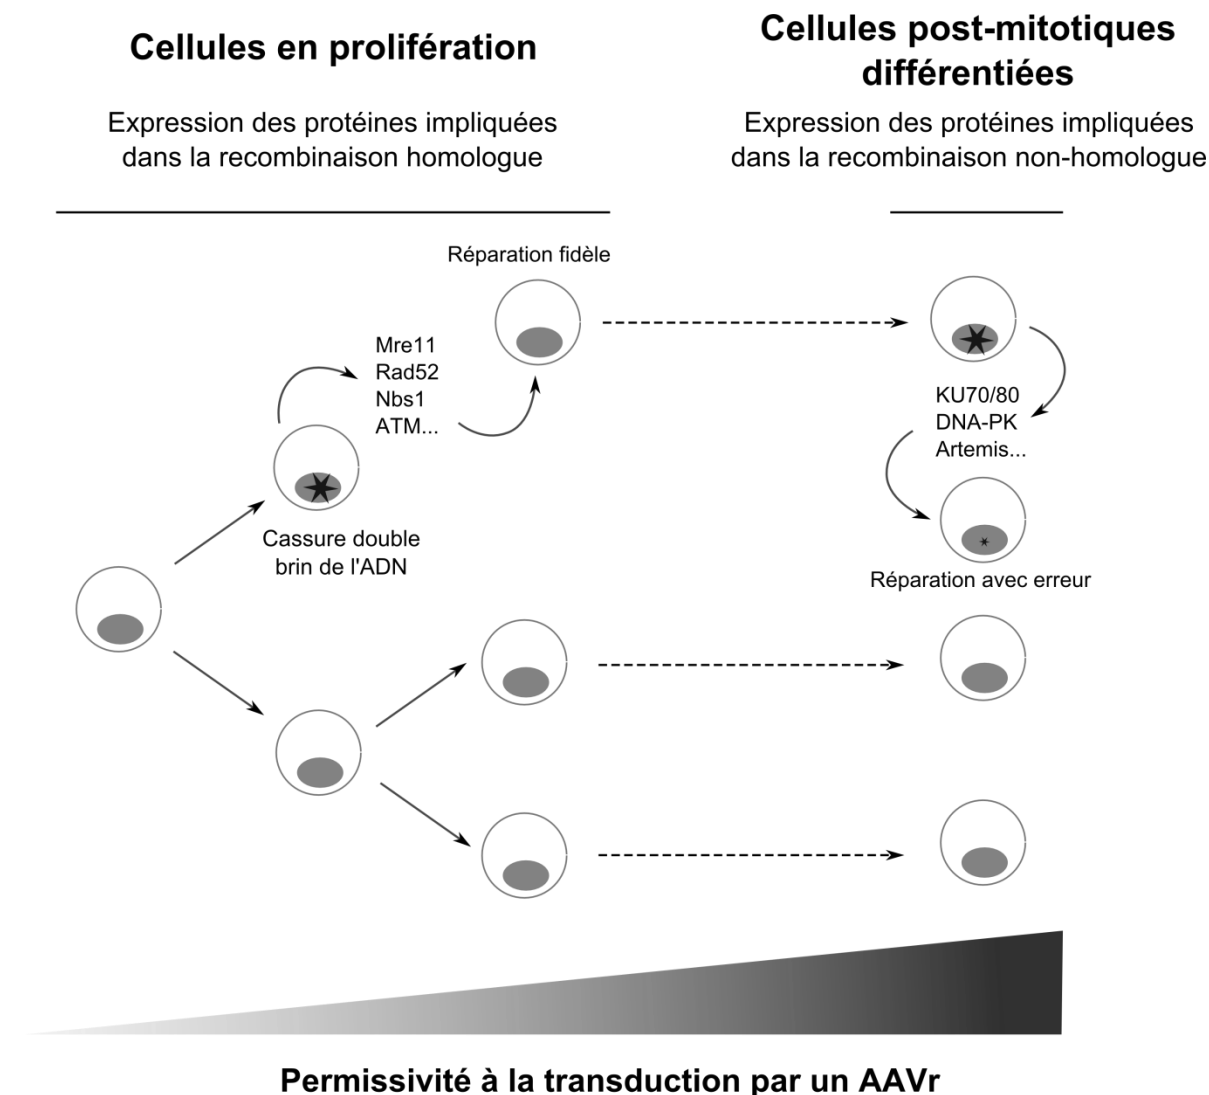 Cellules en prolifération
Expression des protéines impliquées
dans la recombinaison homologue
Cellules post-mitotiques
différentiées
Expression des protéines impliquées
dans la recombinaison non-homologue
Réparation fidèle
Mre11
Rad52
Nbs1
ATM...
Cassure double
brin de l'ADN
KU70/80
DNA-PK
Artemis...
Réparation avec erreur
Permissivité à la transduction par un AAVr